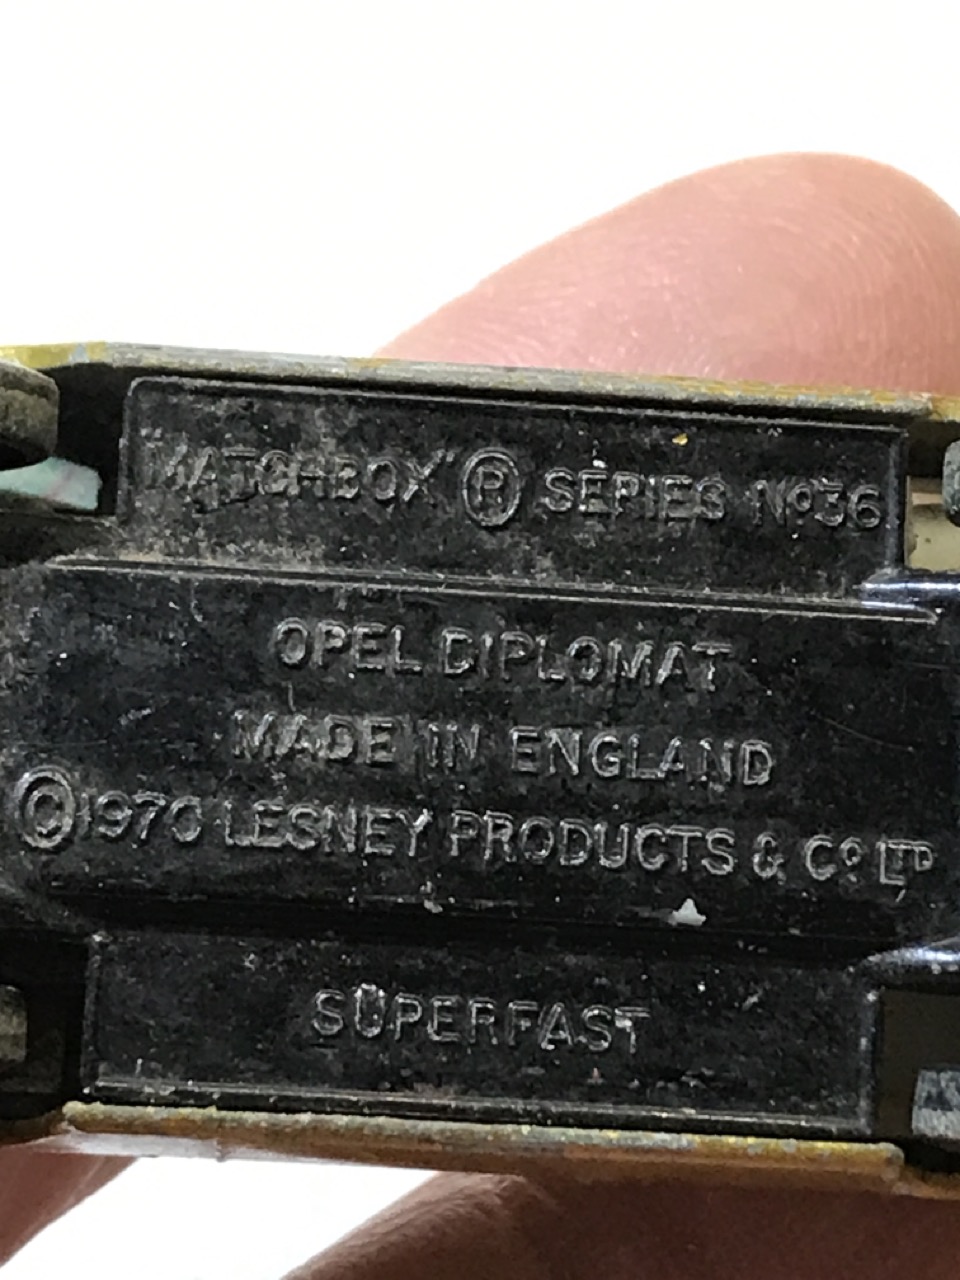 "MATCHBOX" ® SERIES Nº36
OPEL DIPLOMAT
MADE IN ENGLAND
© 1970 LESNEY PRODUCTS & Cº LTD
SUPERFAST